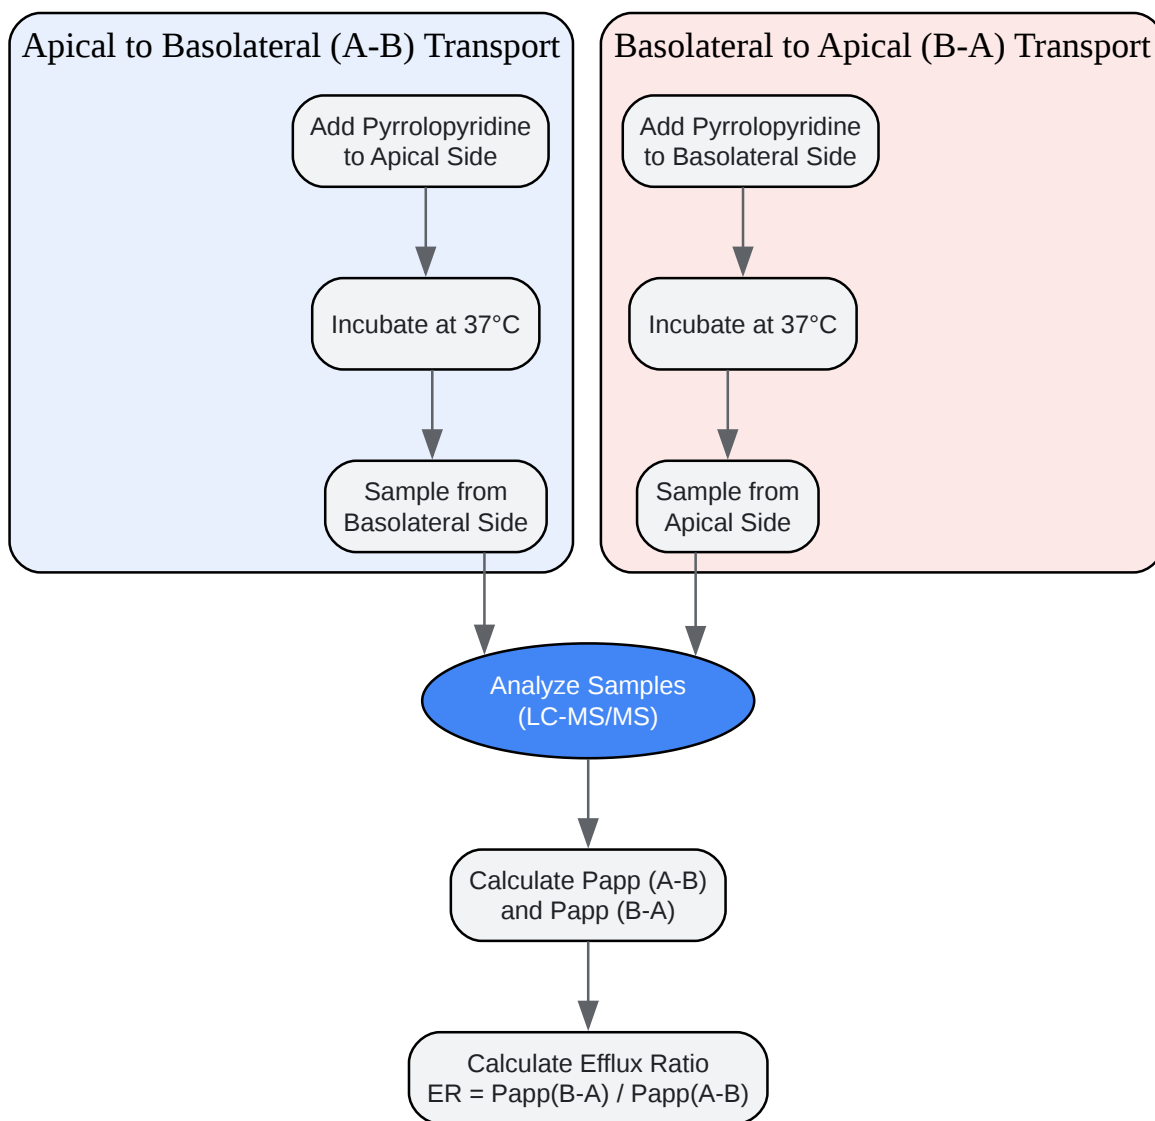 Apical to Basolateral (A-B) Transport
Add Pyrrolopyridine
to Apical Side
Incubate at 37°C
Sample from
Basolateral Side
Basolateral to Apical (B-A) Transport
Add Pyrrolopyridine
to Basolateral Side
Incubate at 37°C
Sample from
Apical Side
Analyze Samples
(LC-MS/MS)
Calculate Papp (A-B)
and Papp (B-A)
Calculate Efflux Ratio
ER = Papp(B-A) / Papp(A-B)